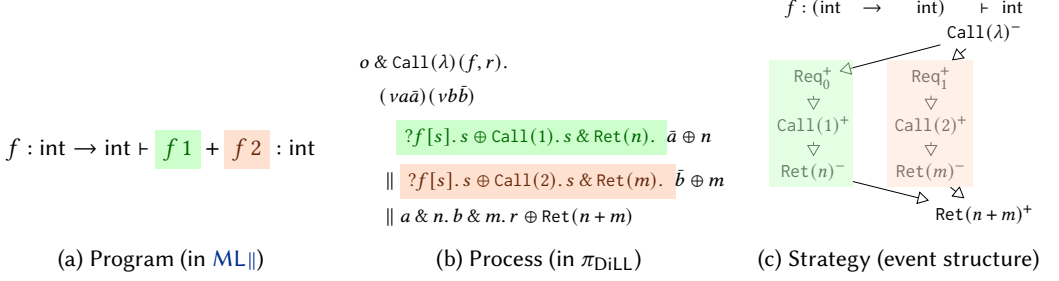 f : int → int ⊢ f 1 + f 2 : int
(a) Program (in ML∥)
o & Call(λ)(f, r).
(νaā)(νbb̄)
?f[s]. s ⊕ Call(1). s & Ret(n). ā ⊕ n
∥ ?f[s]. s ⊕ Call(2). s & Ret(m). b̄ ⊕ m
∥ a & n. b & m. r ⊕ Ret(n + m)
(b) Process (in πDiLL)
f : (int → int) ⊢ int
Call(λ)⁻
Req₀⁺ Req₁⁺
Call(1)⁺ Call(2)⁺
Ret(n)⁻ Ret(m)⁻
Ret(n + m)⁺
(c) Strategy (event structure)